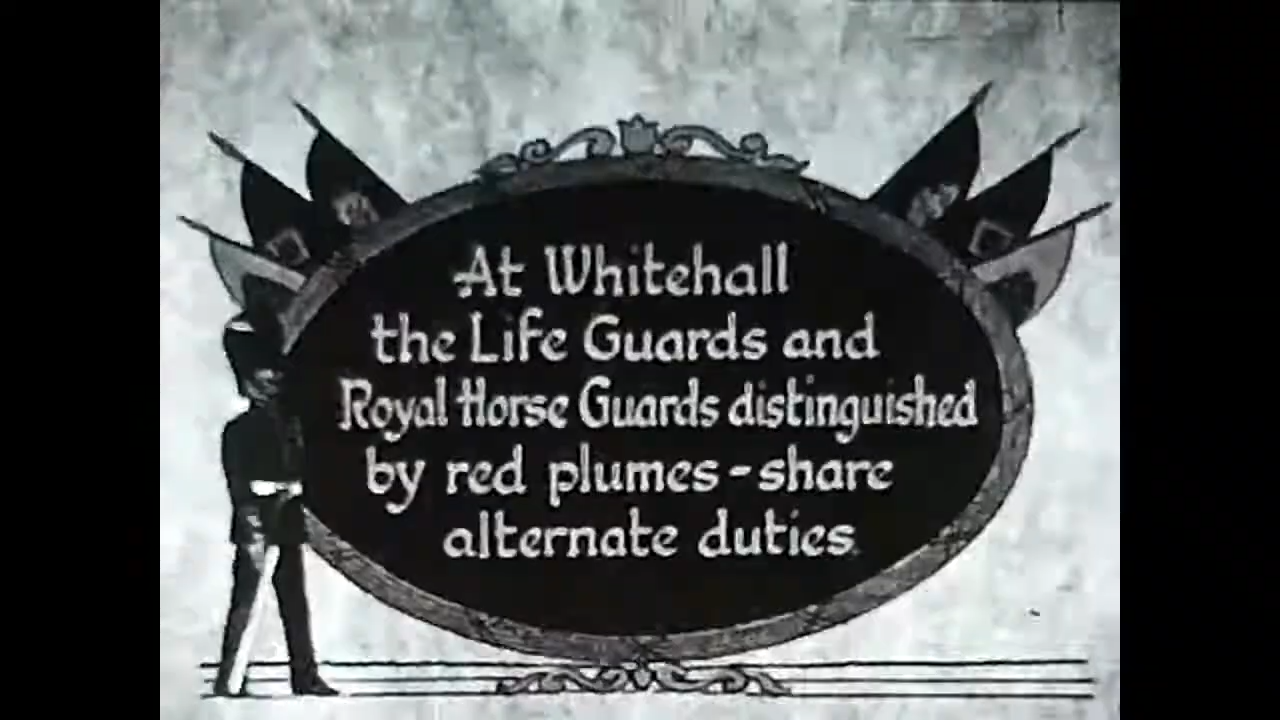 At Whitehall
the Life Guards and
Royal Horse Guards distinguished
by red plumes - share
alternate duties.